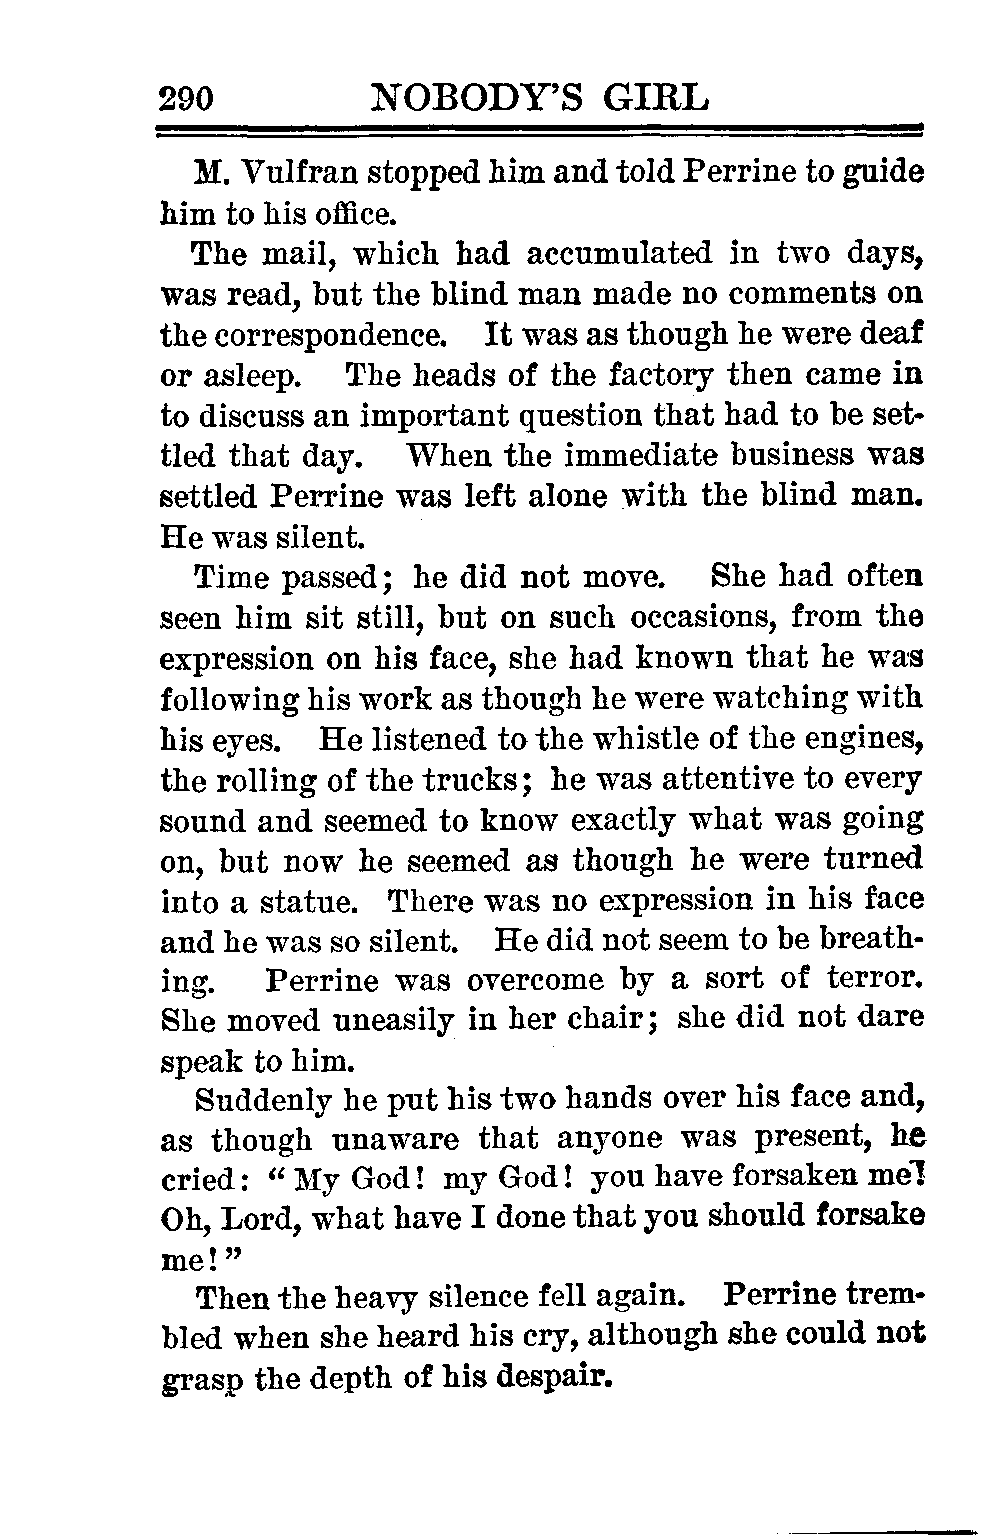 290 NOBODY'S GIRL
M. Vulfran stopped him and told Perrine to guide
him to his office.
The mail, which had accumulated in two days,
was read, but the blind man made no comments on
the correspondence. It was as though he were deaf
or asleep. The heads of the factory then came in
to discuss an important question that had to be set-
tled that day. When the immediate business was
settled Perrine was left alone with the blind man.
He was silent.
Time passed; he did not move. She had often
seen him sit still, but on such occasions, from the
expression on his face, she had known that he was
following his work as though he were watching with
his eyes. He listened to the whistle of the engines,
the rolling of the trucks; he was attentive to every
sound and seemed to know exactly what was going
on, but now he seemed as though he were turned
into a statue. There was no expression in his face
and he was so silent. He did not seem to be breath-
ing. Perrine was overcome by a sort of terror.
She moved uneasily in her chair; she did not dare
speak to him.
Suddenly he put his two hands over his face and,
as though unaware that anyone was present, he
cried: "My God! my God! you have forsaken me!
Oh, Lord, what have I done that you should forsake
me!"
Then the heavy silence fell again. Perrine trem-
bled when she heard his cry, although she could not
grasp the depth of his despair.